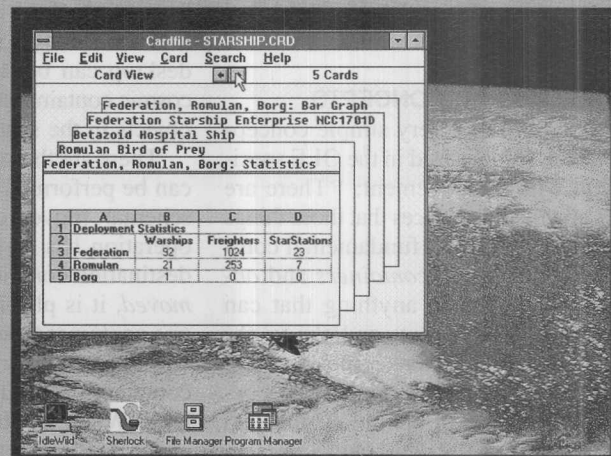 Cardfile - STARSHIP.CRD
File Edit View Card Search Help
Card View 5 Cards
Federation, Romulan, Borg: Bar Graph
Federation Starship Enterprise NCC1701D
Betazoid Hospital Ship
Romulan Bird of Prey
Federation, Romulan, Borg: Statistics
A B C D
1 Deployment Statistics
2 Warships Freighters StarStations
3 Federation 92 1024 23
4 Romulan 21 253 7
5 Borg 1 0 0
IdleWild Sherlock File Manager Program Manager